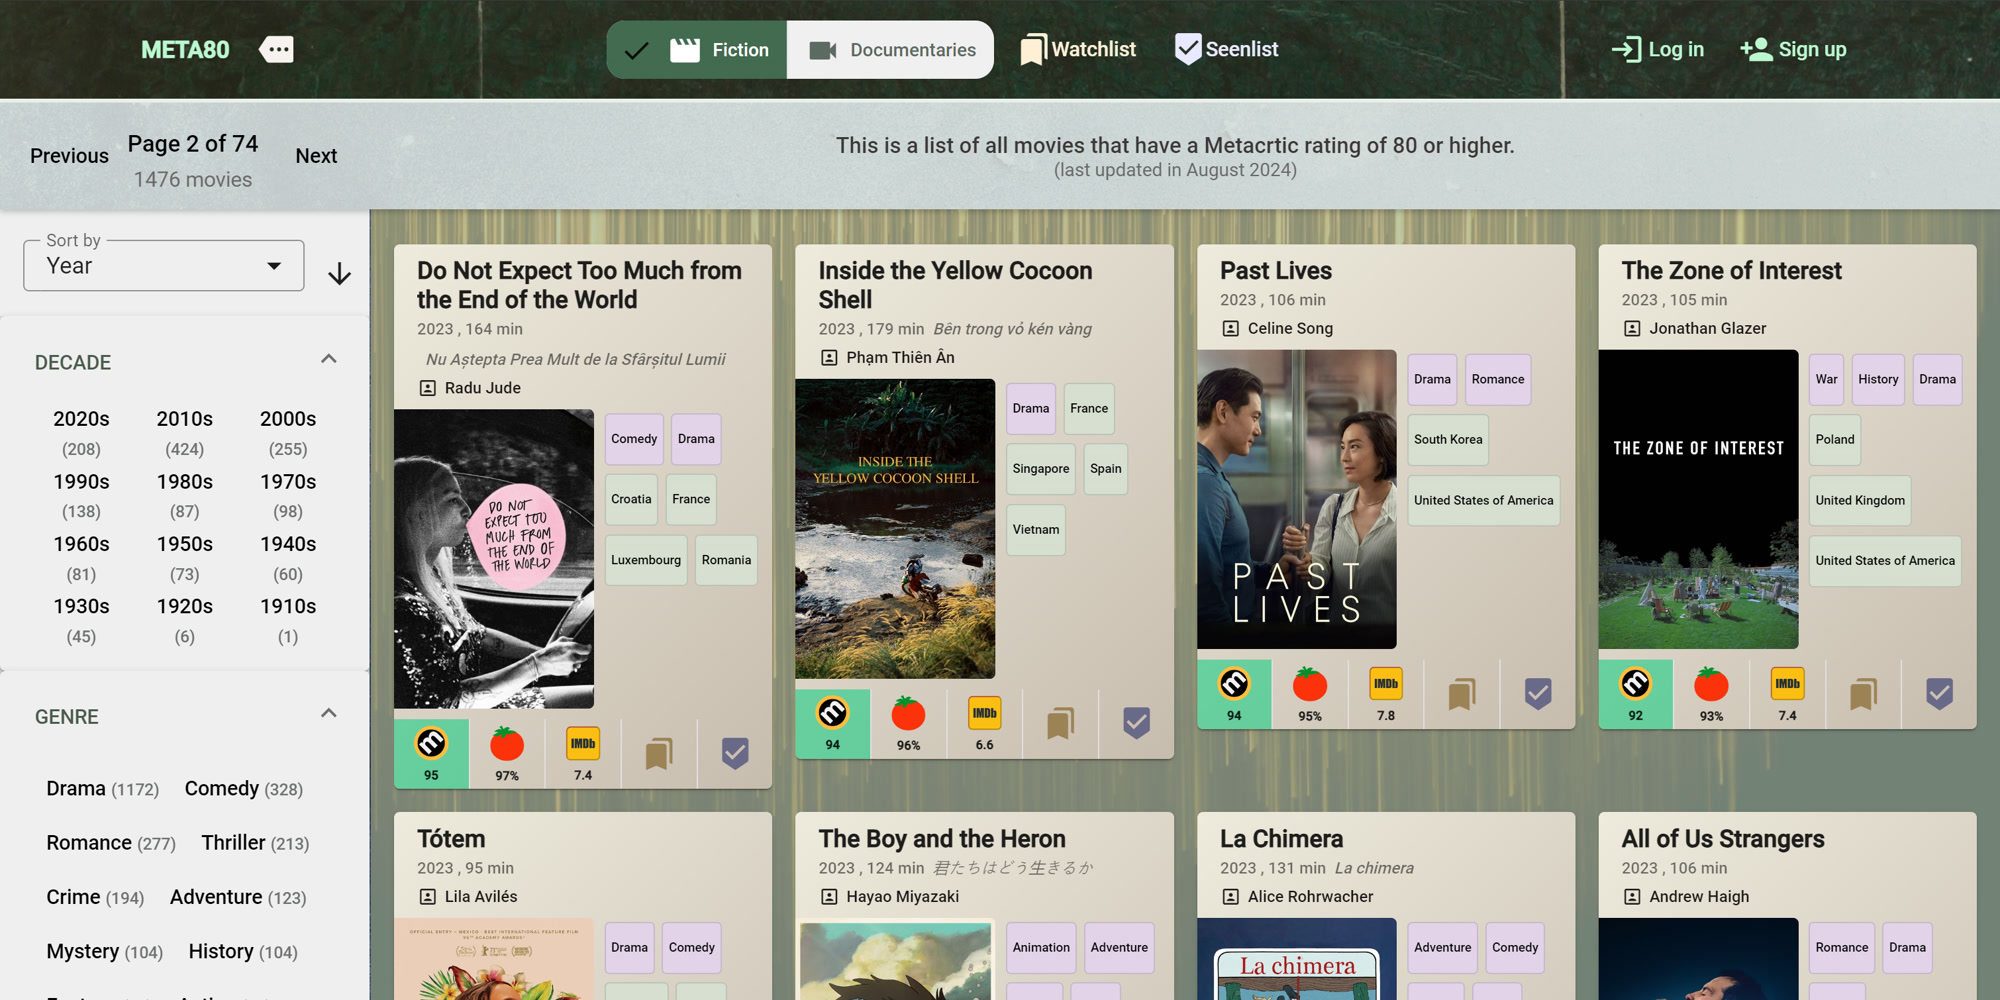 META80
Fiction
Documentaries
Watchlist
Seenlist
Log in
Sign up
Previous
Page 2 of 74
1476 movies
Next
This is a list of all movies that have a Metacrtic rating of 80 or higher.
(last updated in August 2024)
Sort by
Year
DECADE
2020s 2010s 2000s
(208) (424) (255)
1990s 1980s 1970s
(138) (87) (98)
1960s 1950s 1940s
(81) (73) (60)
1930s 1920s 1910s
(45) (6) (1)
GENRE
Drama (1172) Comedy (328)
Romance (277) Thriller (213)
Crime (194) Adventure (123)
Mystery (104) History (104)
Do Not Expect Too Much from
the End of the World
2023 , 164 min
Nu Aștepta Prea Mult de la Sfârșitul Lumii
Radu Jude
DO NOT
EXPECT TOO
MUCH FROM
THE END OF
THE WORLD
Comedy Drama
Croatia France
Luxembourg Romania
95 97% IMDb 7.4
Inside the Yellow Cocoon
Shell
2023 , 179 min Bên trong vỏ kén vàng
Phạm Thiên Ân
INSIDE THE
YELLOW COCOON SHELL
Drama France
Singapore Spain
Vietnam
94 96% IMDb 6.6
Past Lives
2023 , 106 min
Celine Song
PAST
LIVES
Drama Romance
South Korea
United States of America
94 95% IMDb 7.8
The Zone of Interest
2023 , 105 min
Jonathan Glazer
THE ZONE OF INTEREST
War History Drama
Poland
United Kingdom
United States of America
92 93% IMDb 7.4
Tótem
2023 , 95 min
Lila Avilés
OFFICIAL ENTRY - MEXICO - BEST INTERNATIONAL FEATURE FILM
Drama Comedy
The Boy and the Heron
2023 , 124 min 君たちはどう生きるか
Hayao Miyazaki
Animation Adventure
La Chimera
2023 , 131 min La chimera
Alice Rohrwacher
La chimera
Adventure Comedy
All of Us Strangers
2023 , 106 min
Andrew Haigh
Romance Drama